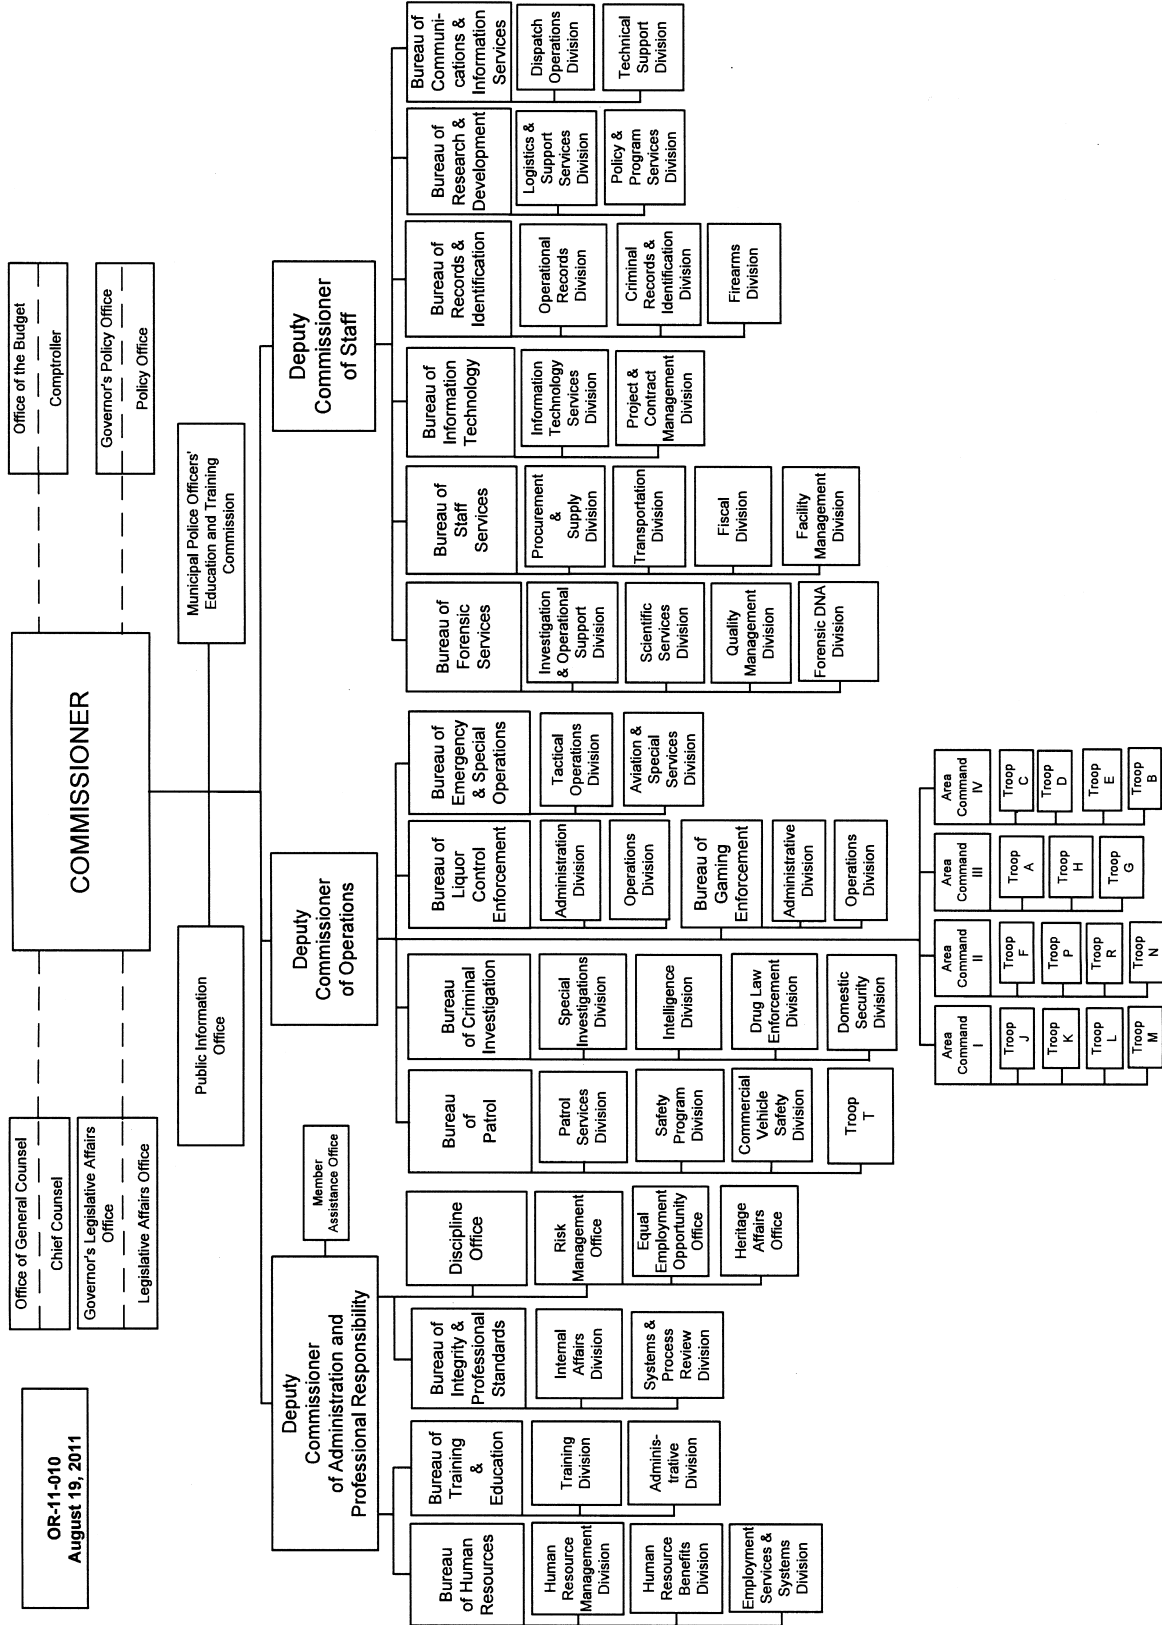 OR-11-010
August 19, 2011
Office of General Counsel
Chief Counsel
Governor's Legislative Affairs
Office
Legislative Affairs Office
COMMISSIONER
Office of the Budget
Comptroller
Governor's Policy Office
Policy Office
Public Information
Office
Municipal Police Officers'
Education and Training
Commission
Deputy
Commissioner
of Administration and
Professional Responsibility
Member
Assistance Office
Deputy
Commissioner
of Operations
Deputy
Commissioner
of Staff
Bureau
of Human
Resources
Human
Resource
Management
Division
Human
Resource
Benefits
Division
Employment
Services &
Systems
Division
Bureau of
Training
&
Education
Training
Division
Adminis-
trative
Division
Bureau of
Integrity &
Professional
Standards
Internal
Affairs
Division
Systems &
Process
Review
Division
Discipline
Office
Risk
Management
Office
Equal
Employment
Opportunity
Office
Heritage
Affairs
Office
Bureau
of
Patrol
Patrol
Services
Division
Safety
Program
Division
Commercial
Vehicle
Safety
Division
Troop
T
Bureau
of Criminal
Investigation
Special
Investigations
Division
Intelligence
Division
Drug Law
Enforcement
Division
Domestic
Security
Division
Bureau of
Liquor
Control
Enforcement
Administration
Division
Operations
Division
Bureau of
Gaming
Enforcement
Administrative
Division
Operations
Division
Bureau of
Emergency
& Special
Operations
Tactical
Operations
Division
Aviation &
Special
Services
Division
Area
Command
I
Troop
J
Troop
K
Troop
L
Troop
M
Area
Command
II
Troop
F
Troop
P
Troop
R
Troop
N
Area
Command
III
Troop
A
Troop
H
Troop
G
Area
Command
IV
Troop
C
Troop
D
Troop
E
Troop
B
Bureau of
Forensic
Services
Investigation
& Operational
Support
Division
Scientific
Services
Division
Quality
Management
Division
Forensic DNA
Division
Bureau of
Staff
Services
Procurement
&
Supply
Division
Transportation
Division
Fiscal
Division
Facility
Management
Division
Bureau of
Information
Technology
Information
Technology
Services
Division
Project &
Contract
Management
Division
Bureau of
Records &
Identification
Operational
Records
Division
Criminal
Records &
Identification
Division
Firearms
Division
Bureau of
Research &
Development
Logistics &
Support
Services
Division
Policy &
Program
Services
Division
Bureau of
Communi-
cations &
Information
Services
Dispatch
Operations
Division
Technical
Support
Division